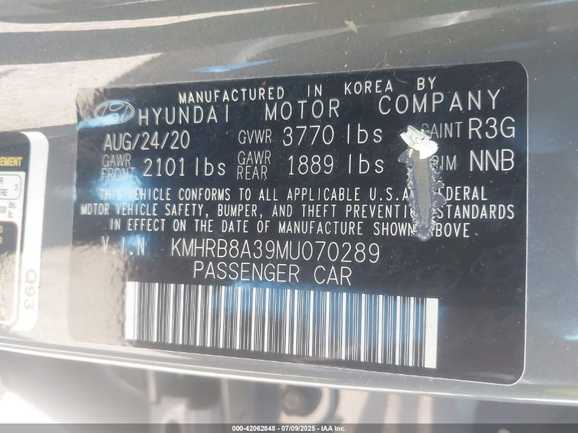 MANUFACTURED IN KOREA BY
HYUNDAI MOTOR COMPANY
AUG/24/20 GVWR 3770 lbs PAINT R3G
GAWR FRONT 2101 lbs GAWR REAR 1889 lbs TRIM NNB
THIS VEHICLE CONFORMS TO ALL APPLICABLE U.S.A. FEDERAL
MOTOR VEHICLE SAFETY, BUMPER, AND THEFT PREVENTION STANDARDS
IN EFFECT ON THE DATE OF MANUFACTURE SHOWN ABOVE.
V.I.N KMHRB8A39MU070289
PASSENGER CAR
093
000-42062848 | 07/09/2025 | IAA Inc.